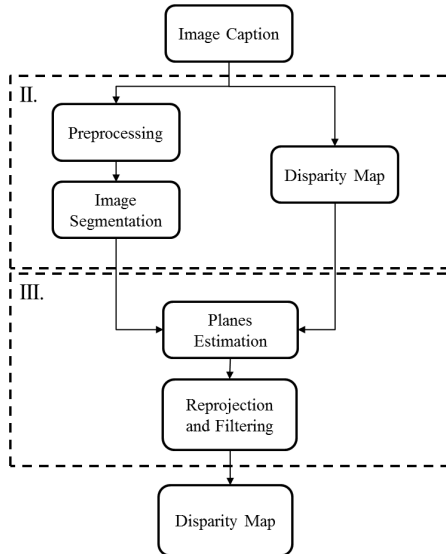 Image Caption
II.
Preprocessing
Image
Segmentation
Disparity Map
III.
Planes
Estimation
Reprojection
and Filtering
Disparity Map